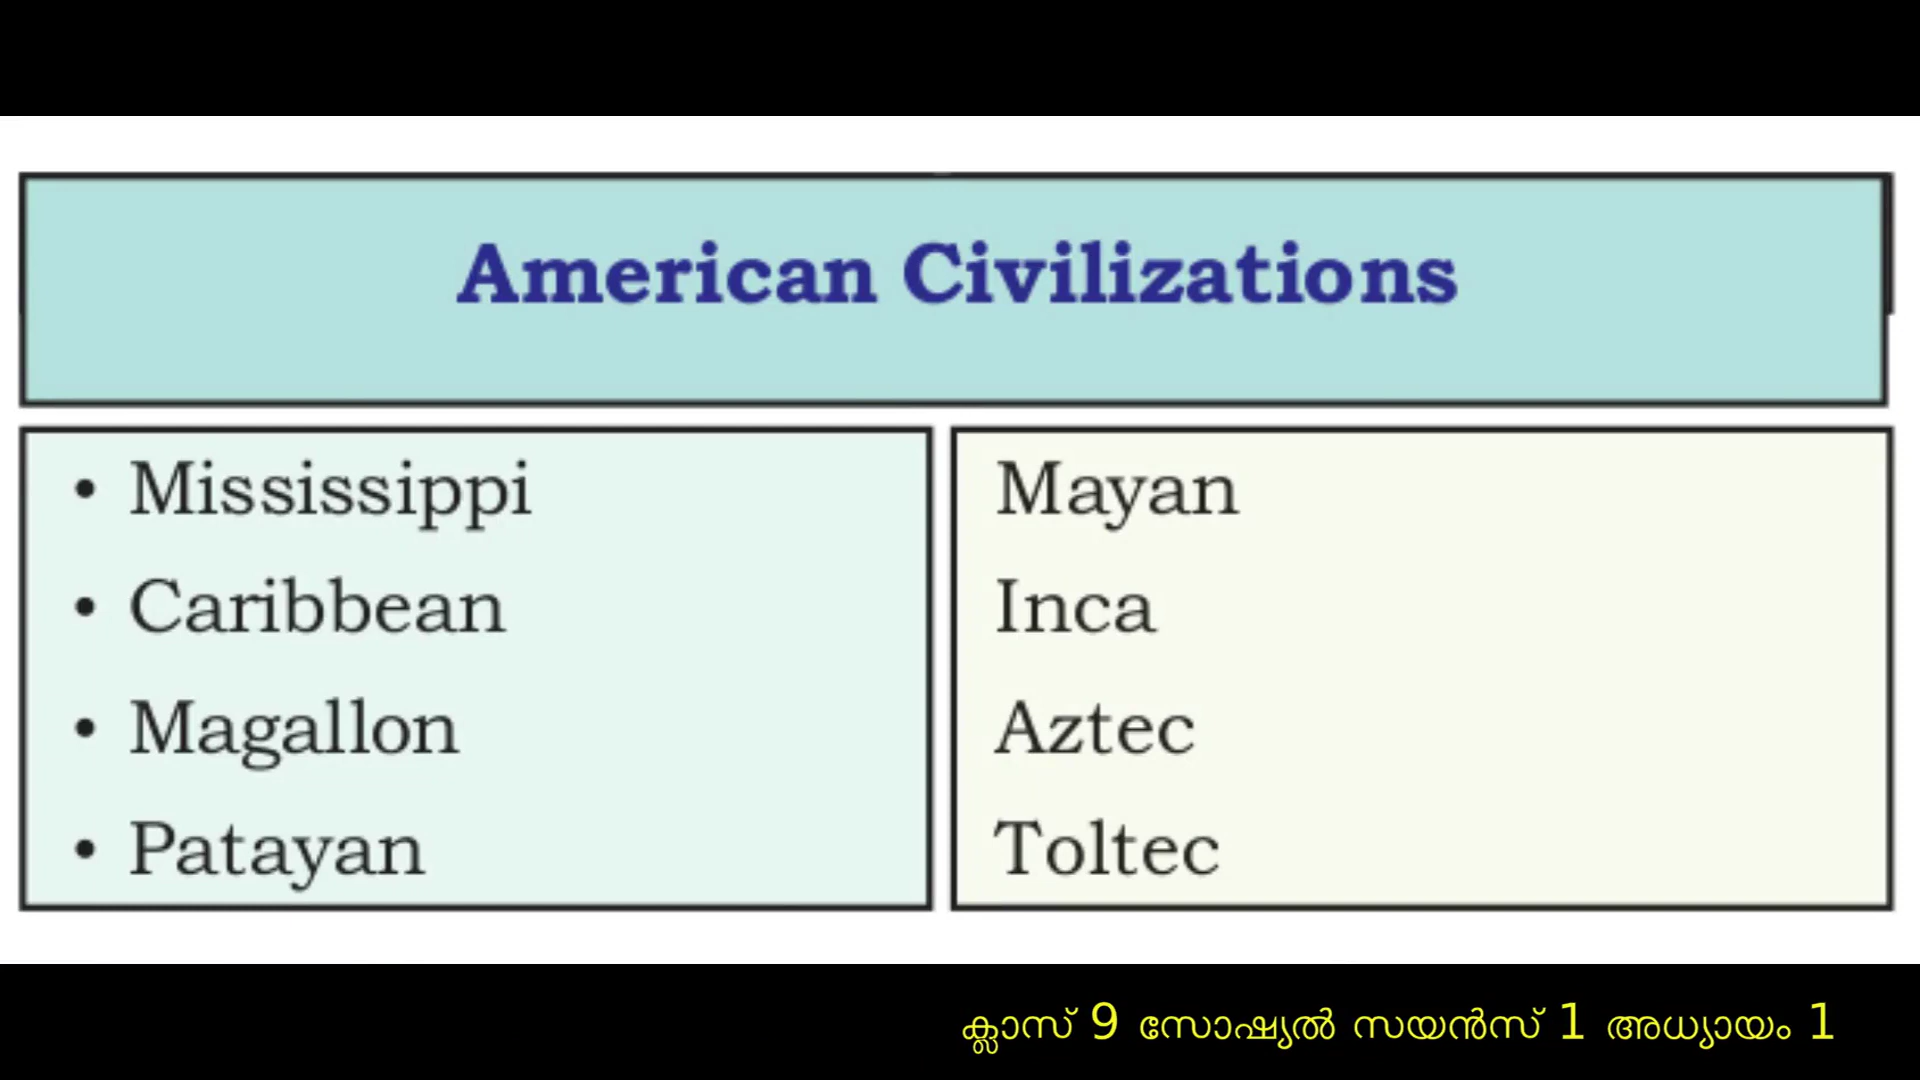 American Civilizations
• Mississippi
• Caribbean
• Magallon
• Patayan
Mayan
Inca
Aztec
Toltec
ക്ലാസ് 9 സോഷ്യൽ സയൻസ് 1 അധ്യായം 1